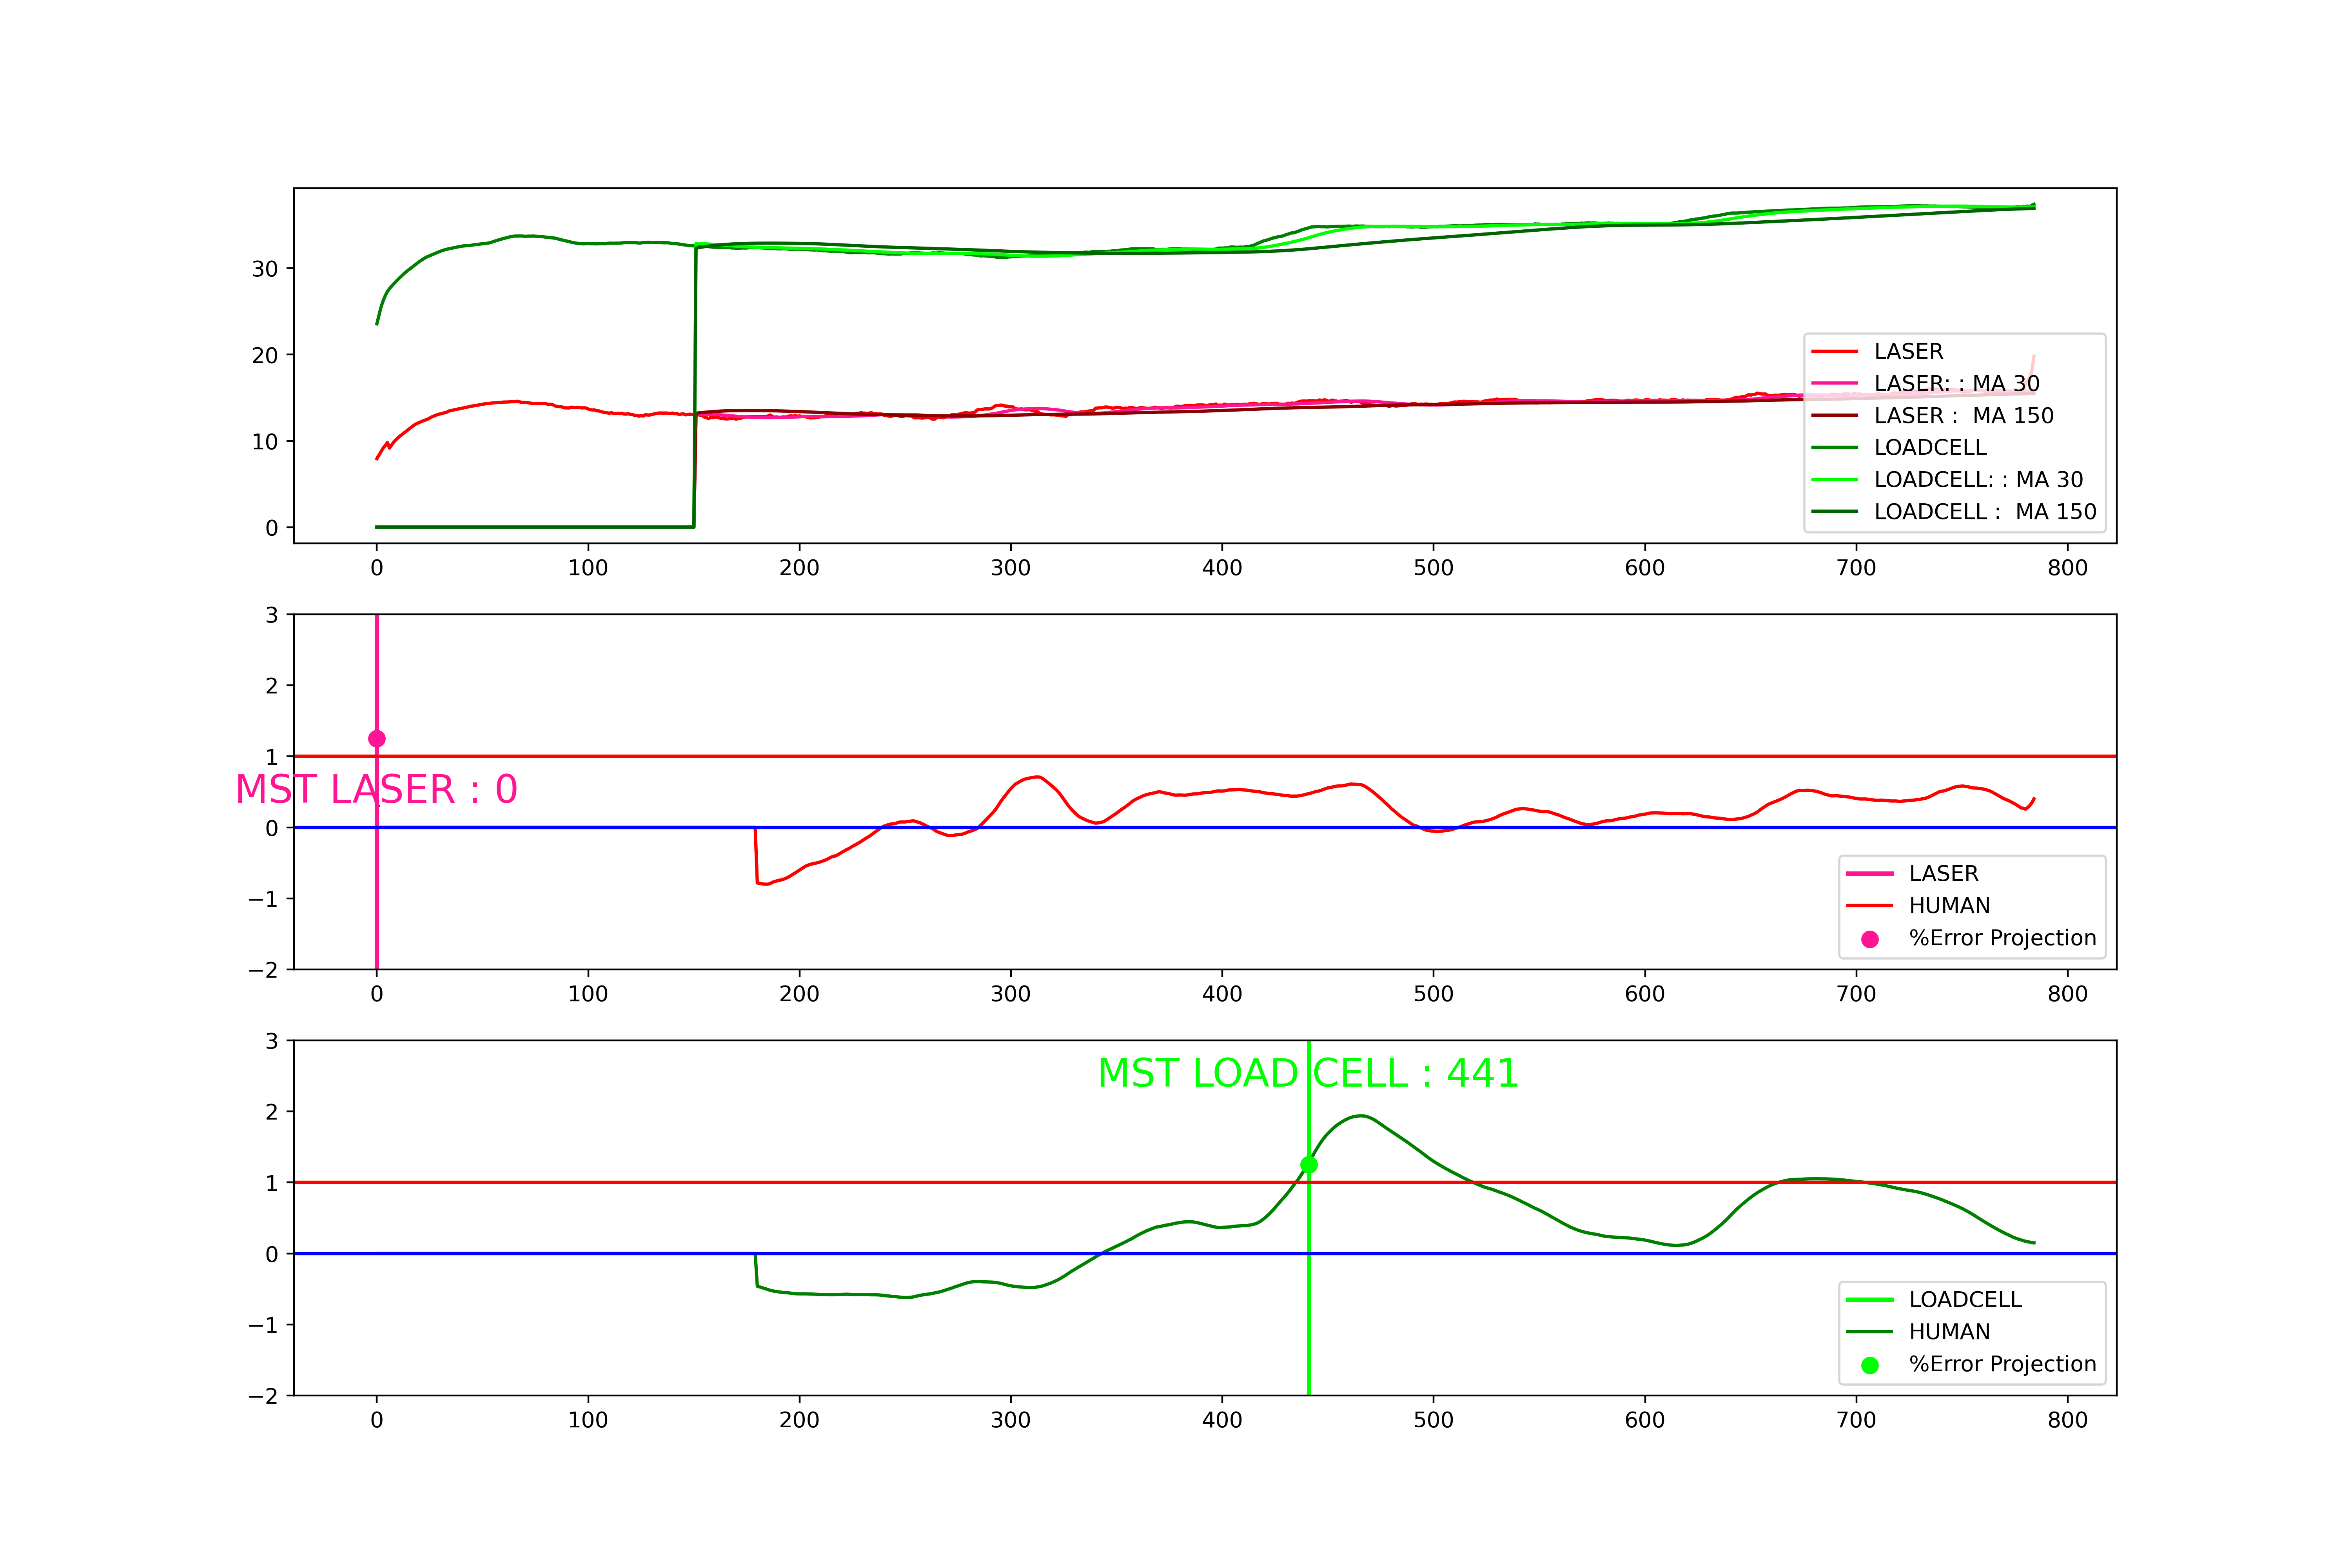 30
20
10
0
LASER
LASER: : MA 30
LASER :  MA 150
LOADCELL
LOADCELL: : MA 30
LOADCELL :  MA 150
0 100 200 300 400 500 600 700 800
3
2
1
0
−1
−2
MST LASER : 0
LASER
HUMAN
%Error Projection
0 100 200 300 400 500 600 700 800
3
2
1
0
−1
−2
MST LOAD CELL : 441
LOADCELL
HUMAN
%Error Projection
0 100 200 300 400 500 600 700 800